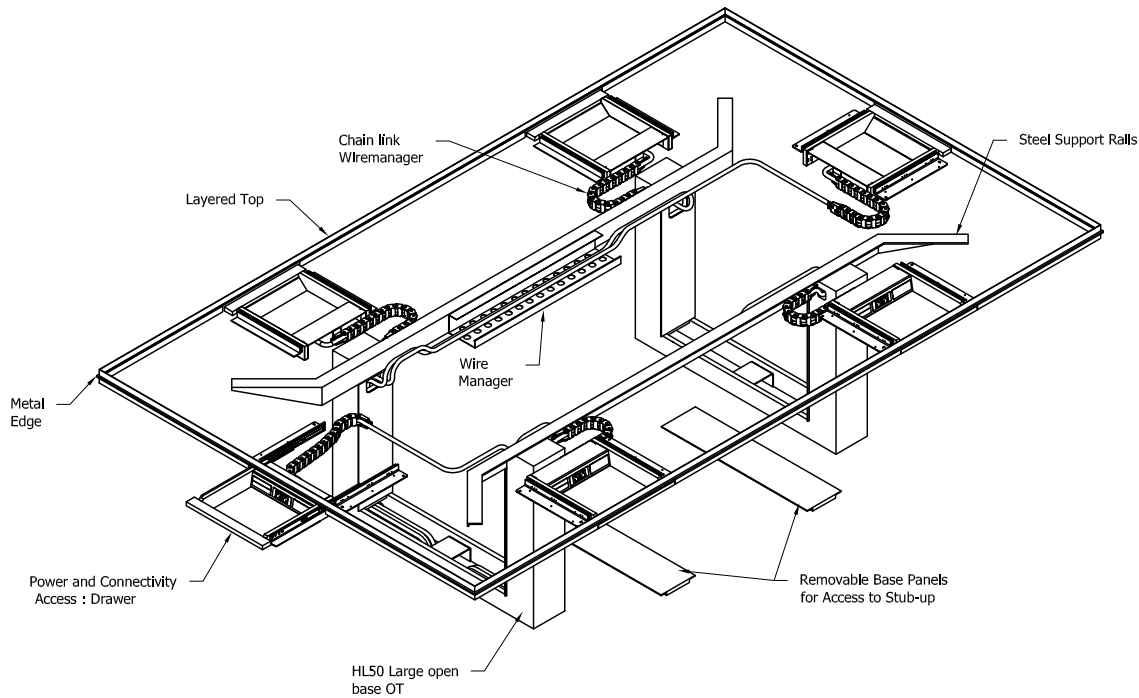 Chain link
Wiremanager
Steel Support Rails
Layered Top
Wire
Manager
Metal
Edge
Power and Connectivity
Access : Drawer
Removable Base Panels
for Access to Stub-up
HL50 Large open
base OT